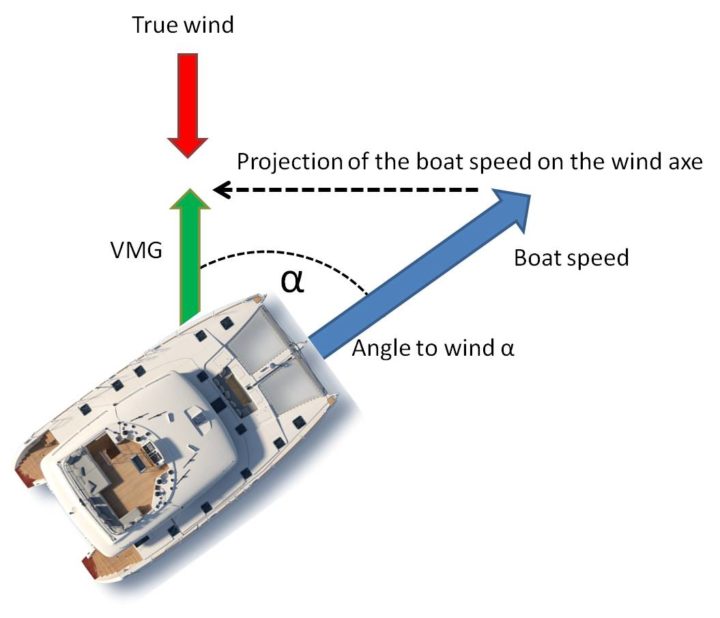 True wind
Projection of the boat speed on the wind axe
VMG
Boat speed
α
Angle to wind α